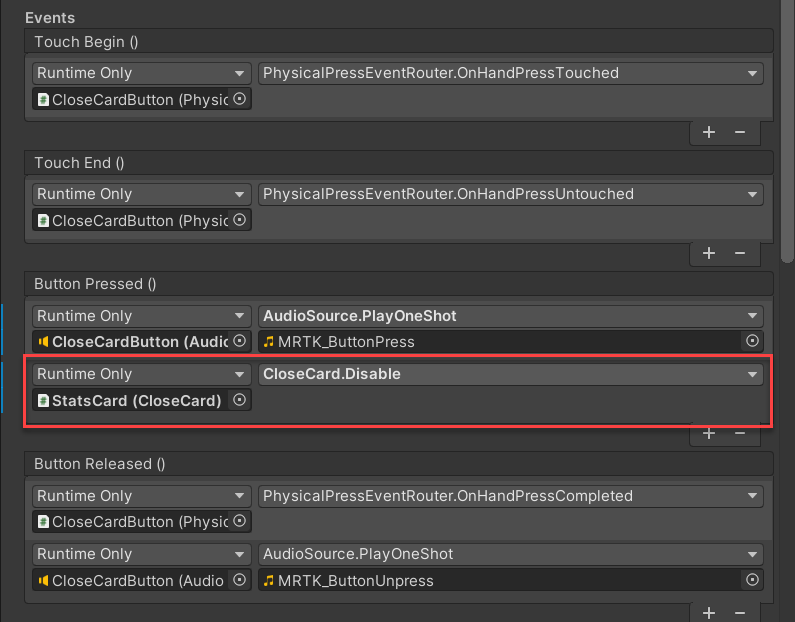 Events
Touch Begin ()
Runtime Only PhysicalPressEventRouter.OnHandPressTouched
CloseCardButton (Physic
Touch End ()
Runtime Only PhysicalPressEventRouter.OnHandPressUntouched
CloseCardButton (Physic
Button Pressed ()
Runtime Only AudioSource.PlayOneShot
CloseCardButton (Audio MRTK_ButtonPress
Runtime Only CloseCard.Disable
StatsCard (CloseCard)
Button Released ()
Runtime Only PhysicalPressEventRouter.OnHandPressCompleted
CloseCardButton (Physic
Runtime Only AudioSource.PlayOneShot
CloseCardButton (Audio MRTK_ButtonUnpress